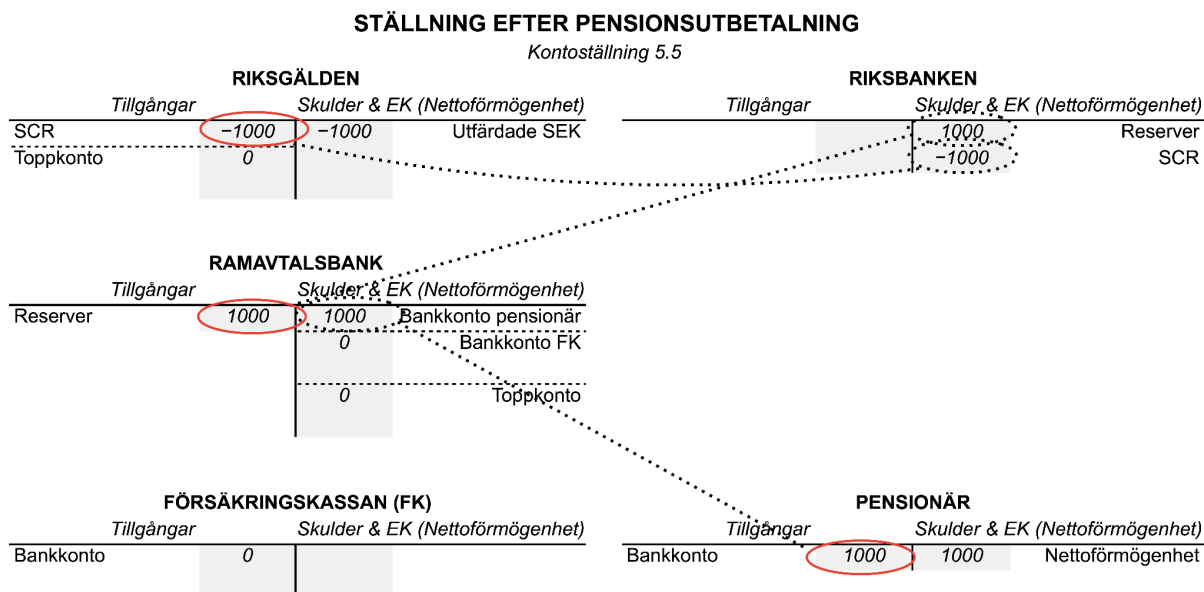 STÄLLNING EFTER PENSIONSUTBETALNING
Kontoställning 5.5
RIKSGÄLDEN
Tillgångar Skulder & EK (Nettoförmögenhet)
SCR −1000 −1000 Utfärdade SEK
Toppkonto 0
RIKSBANKEN
Tillgångar Skulder & EK (Nettoförmögenhet)
1000 Reserver
−1000 SCR
RAMAVTALSBANK
Tillgångar Skulder & EK (Nettoförmögenhet)
Reserver 1000 1000 Bankkonto pensionär
0 Bankkonto FK
0 Toppkonto
FÖRSÄKRINGSKASSAN (FK)
Tillgångar Skulder & EK (Nettoförmögenhet)
Bankkonto 0
PENSIONÄR
Tillgångar Skulder & EK (Nettoförmögenhet)
Bankkonto 1000 1000 Nettoförmögenhet